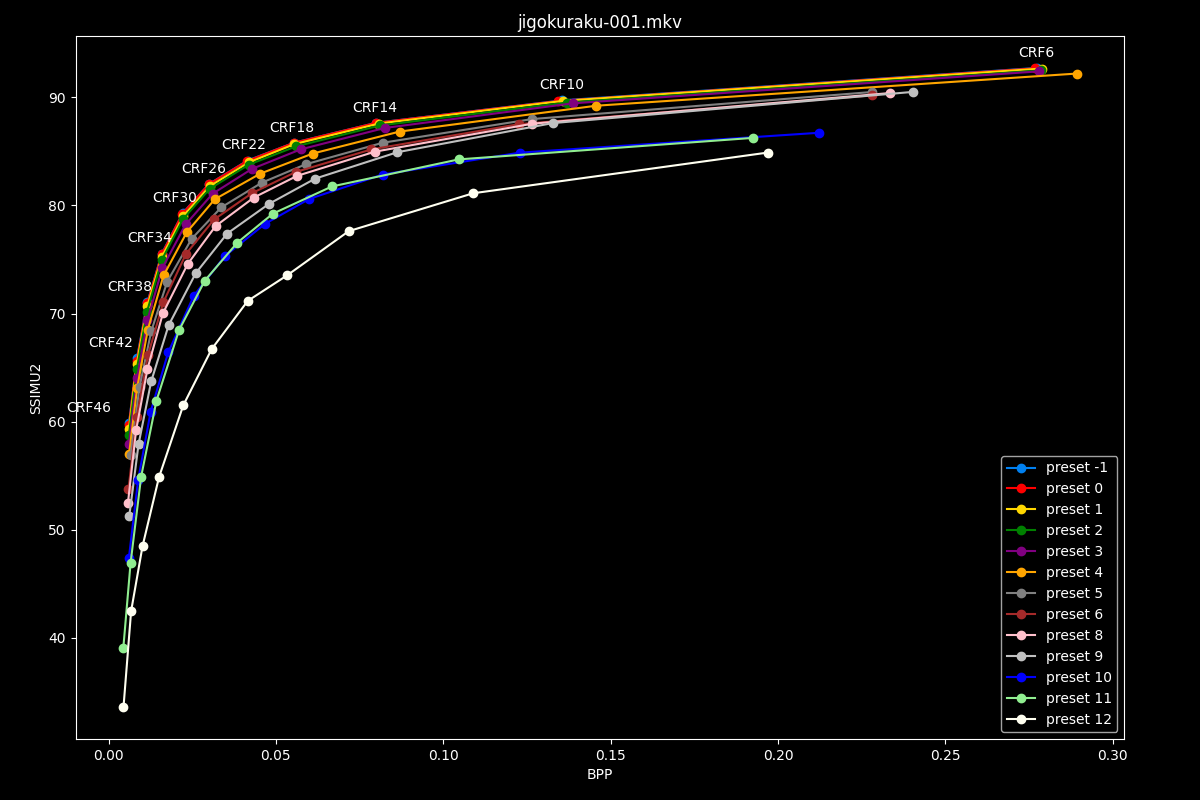 jigokuraku-001.mkv
CRF6
CRF10
CRF14
CRF18
CRF22
CRF26
CRF30
CRF34
CRF38
CRF42
CRF46
90
80
70
60
50
40
SSIMU2
0.00 0.05 0.10 0.15 0.20 0.25 0.30
BPP
preset -1
preset 0
preset 1
preset 2
preset 3
preset 4
preset 5
preset 6
preset 8
preset 9
preset 10
preset 11
preset 12